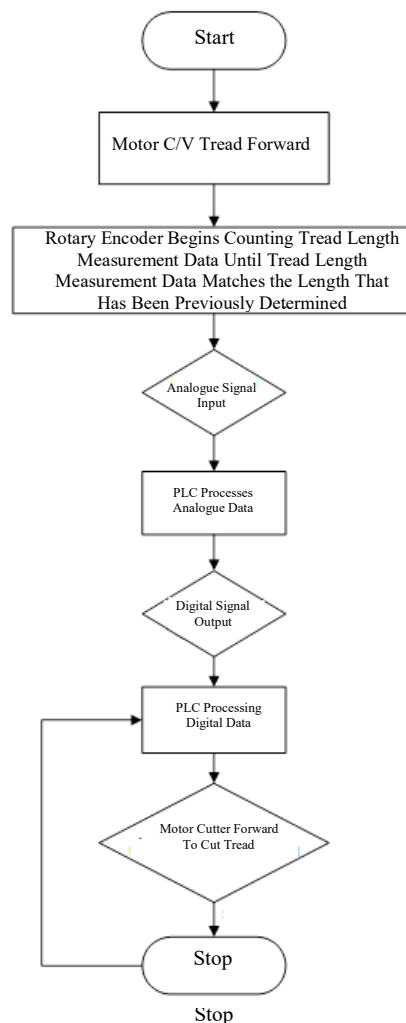 Start
Motor C/V Tread Forward
Rotary Encoder Begins Counting Tread Length
Measurement Data Until Tread Length
Measurement Data Matches the Length That
Has Been Previously Determined
Analogue Signal
Input
PLC Processes
Analogue Data
Digital Signal
Output
PLC Processing
Digital Data
Motor Cutter Forward
To Cut Tread
Stop
Stop